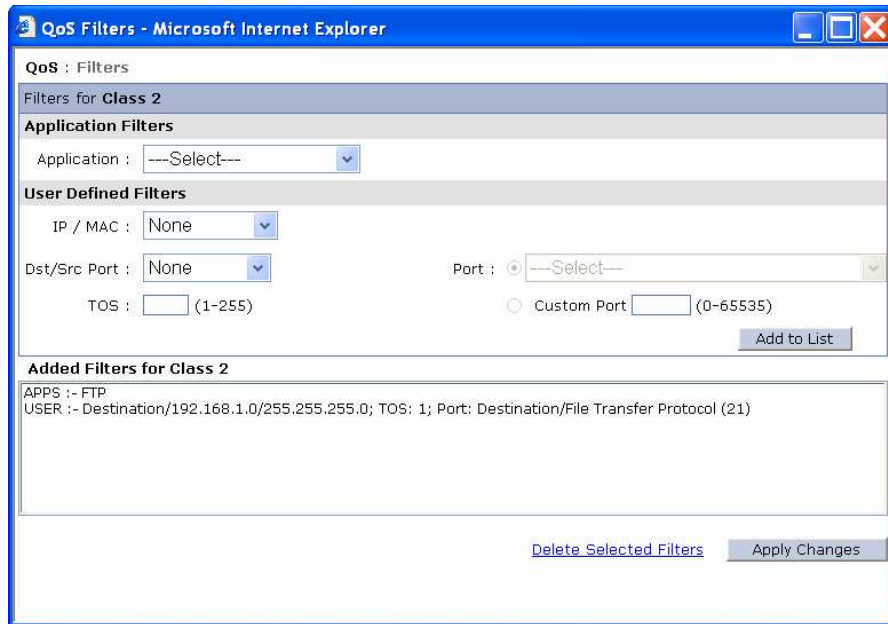 QoS Filters - Microsoft Internet Explorer
QoS : Filters
Filters for Class 2
Application Filters
Application : ---Select---
User Defined Filters
IP / MAC : None
Dst/Src Port : None Port : ---Select---
TOS : (1-255) Custom Port (0-65535)
Add to List
Added Filters for Class 2
APPS :- FTP
USER :- Destination/192.168.1.0/255.255.255.0; TOS: 1; Port: Destination/File Transfer Protocol (21)
Delete Selected Filters Apply Changes